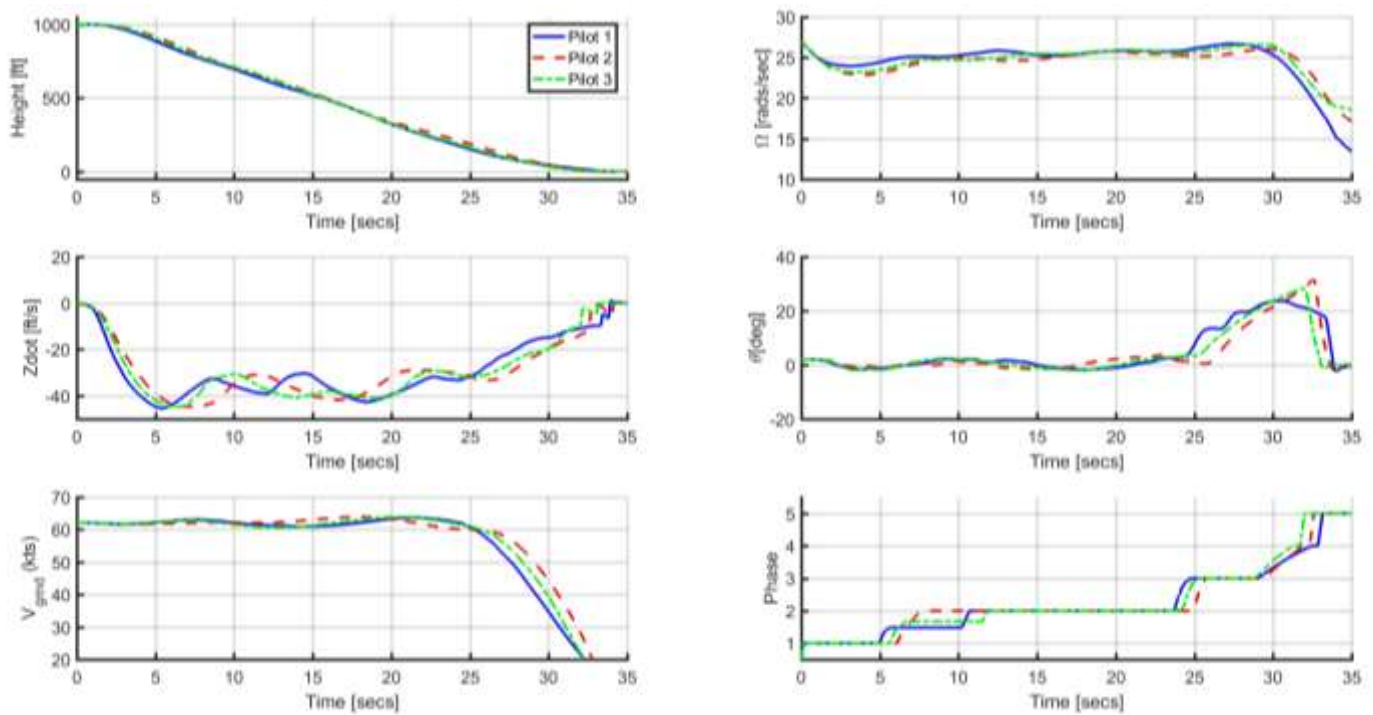 1000
500
0
Height [ft]
0 5 10 15 20 25 30 35
Time [secs]
Pilot 1
Pilot 2
Pilot 3
30
25
20
15
10
Ω [rads/sec]
0 5 10 15 20 25 30 35
Time [secs]
20
0
-20
-40
Zdot [ft/s]
0 5 10 15 20 25 30 35
Time [secs]
40
20
0
-20
θ[deg]
0 5 10 15 20 25 30 35
Time [secs]
70
60
50
40
30
20
V grnd (kts)
0 5 10 15 20 25 30 35
Time [secs]
5
4
3
2
1
Phase
0 5 10 15 20 25 30 35
Time [secs]